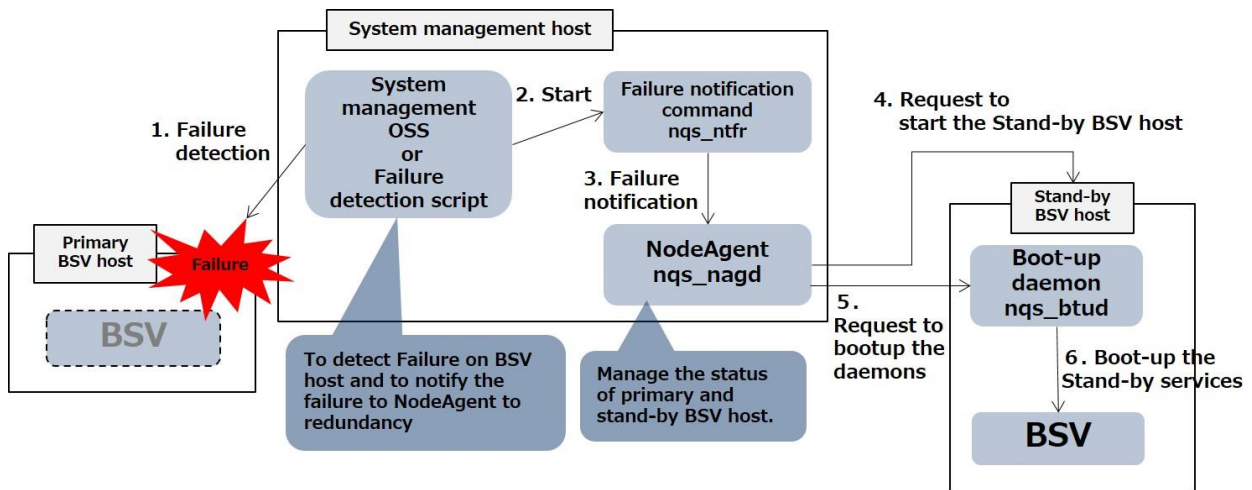 System management host
System
management
OSS
or
Failure
detection script
2. Start
Failure notification
command
nqs_ntfr
1. Failure
detection
3. Failure
notification
4. Request to
start the Stand-by BSV host
Primary
BSV host
Failure
BSV
NodeAgent
nqs_nagd
Stand-by
BSV host
Boot-up
daemon
nqs_btud
5.
Request to
bootup the
daemons
6. Boot-up the
Stand-by services
BSV
To detect Failure on BSV
host and to notify the
failure to NodeAgent to
redundancy
Manage the status
of primary and
stand-by BSV host.